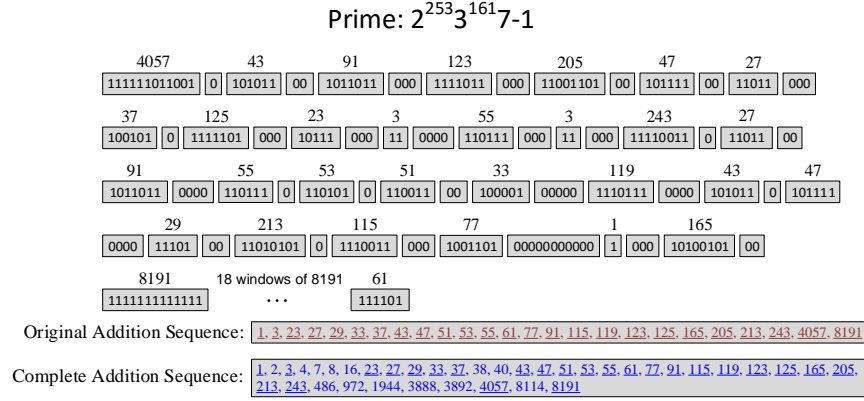 Prime: 2^253 3^161 7-1
4057 43 91 123 205 47 27
111111011001 0 101011 00 1011011 000 1111011 000 11001101 00 101111 00 11011 000
37 125 23 3 55 3 243 27
100101 0 1111101 000 10111 000 11 0000 110111 000 11 000 11110011 0 11011 00
91 55 53 51 33 119 43 47
1011011 0000 110111 0 110101 0 110011 00 100001 00000 1110111 0000 101011 0 101111
29 213 115 77 1 165
0000 11101 00 11010101 0 1110011 000 1001101 00000000000 1 000 10100101 00
8191 18 windows of 8191 61
1111111111111 ... 111101
Original Addition Sequence: 1, 3, 23, 27, 29, 33, 37, 43, 47, 51, 53, 55, 61, 77, 91, 115, 119, 123, 125, 165, 205, 213, 243, 4057, 8191
Complete Addition Sequence: 1, 2, 3, 4, 7, 8, 16, 23, 27, 29, 33, 37, 38, 40, 43, 47, 51, 53, 55, 61, 77, 91, 115, 119, 123, 125, 165, 205,
213, 243, 486, 972, 1944, 3888, 3892, 4057, 8114, 8191